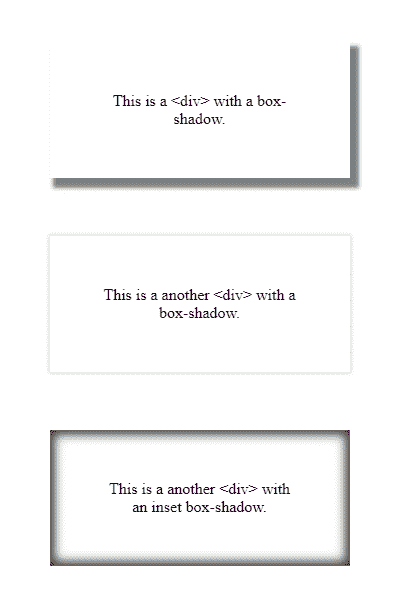 This is a <div> with a box-
shadow.
This is a another <div> with a
box-shadow.
This is a another <div> with
an inset box-shadow.